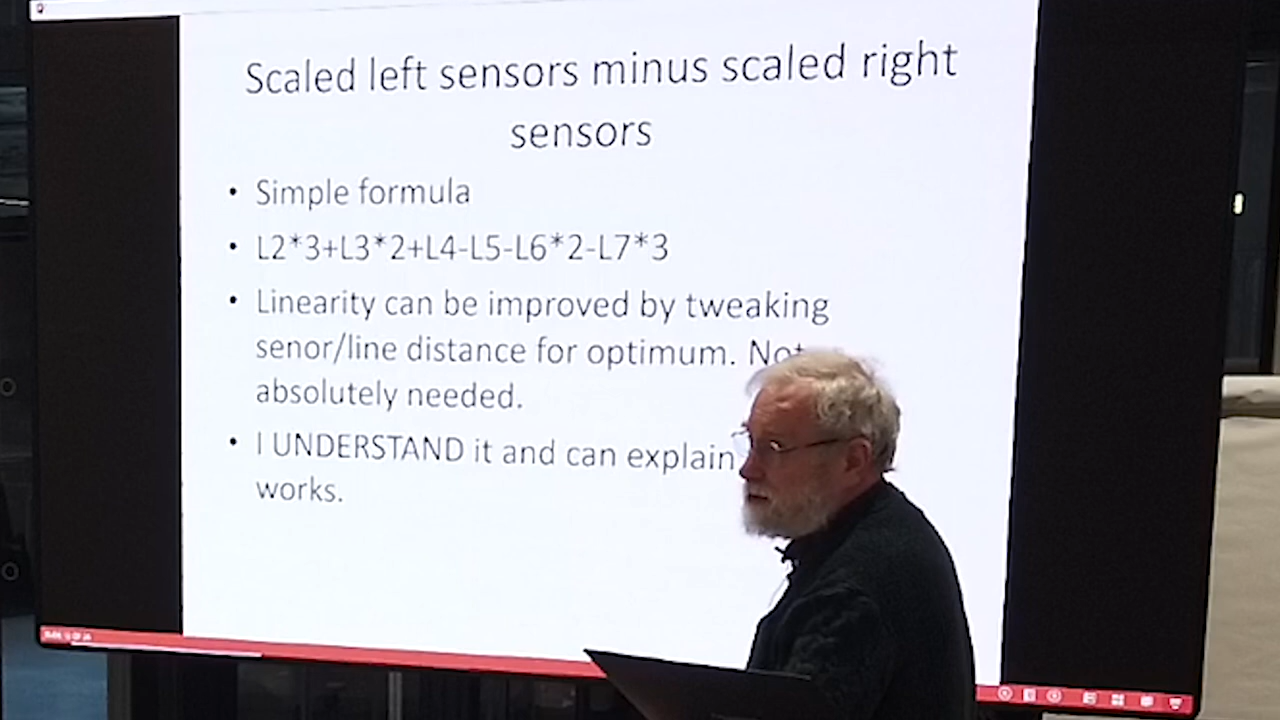 Scaled left sensors minus scaled right
sensors
• Simple formula
• L2*3+L3*2+L4-L5-L6*2-L7*3
• Linearity can be improved by tweaking
senor/line distance for optimum. Not
absolutely needed.
• I UNDERSTAND it and can explain
works.